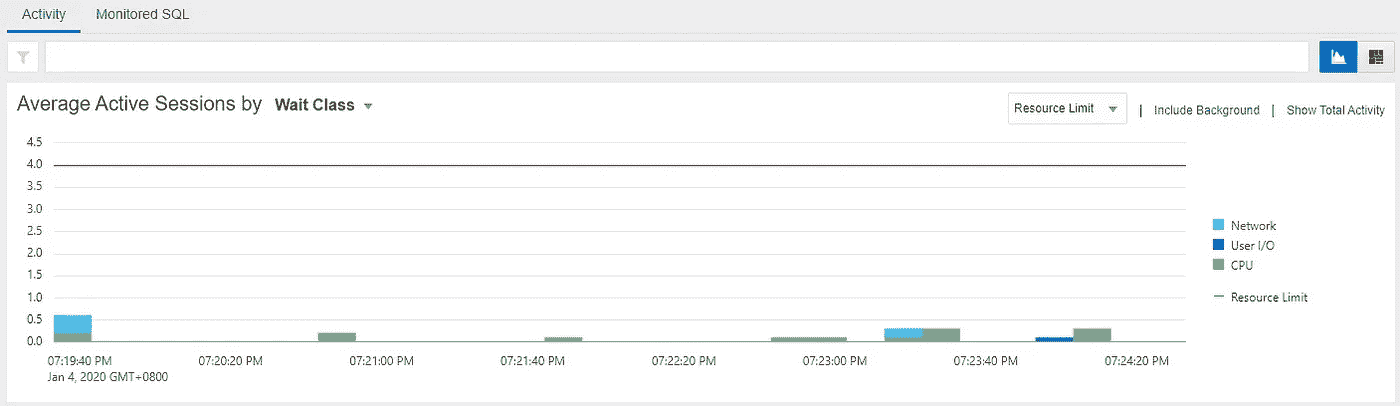 Activity Monitored SQL
Average Active Sessions by Wait Class
Resource Limit | Include Background | Show Total Activity
4.5
4.0
3.5
3.0
2.5
2.0
1.5
1.0
0.5
0.0
Network
User I/O
CPU
Resource Limit
07:19:40 PM 07:20:20 PM 07:21:00 PM 07:21:40 PM 07:22:20 PM 07:23:00 PM 07:23:40 PM 07:24:20 PM
Jan 4, 2020 GMT+0800